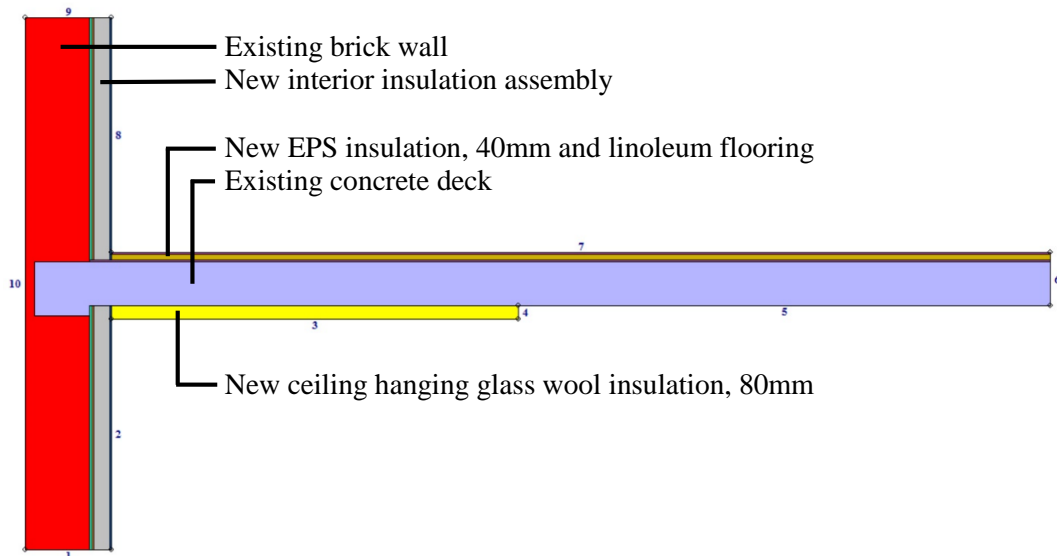 9
Existing brick wall
New interior insulation assembly
8
New EPS insulation, 40mm and linoleum flooring
Existing concrete deck
7
10
6
4
3
5
New ceiling hanging glass wool insulation, 80mm
2
1